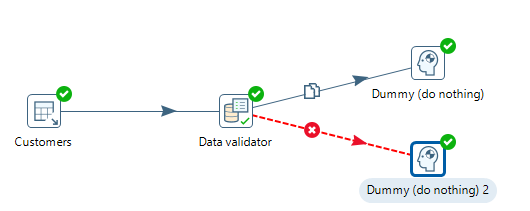 Dummy (do nothing)
Customers
Data validator
Dummy (do nothing) 2